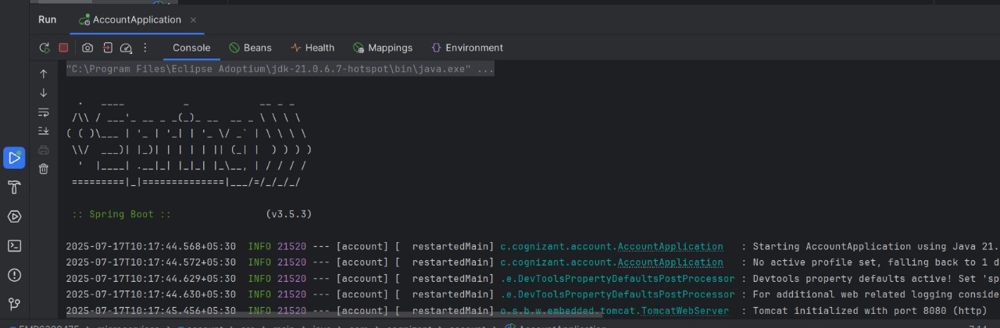 Run AccountApplication
Console Beans Health Mappings Environment
"C:\Program Files\Eclipse Adoptium\jdk-21.0.6.7-hotspot\bin\java.exe" ...
  .   ____          _            __ _ _
 /\\ / ___'_ __ _ _(_)_ __  __ _ \ \ \ \
( ( )\___ | '_ | '_| | '_ \/ _` | \ \ \ \
 \\/  ___)| |_)| | | | | || (_| |  ) ) ) )
  '  |____| .__|_| |_|_| |_\__, | / / / /
 =========|_|==============|___/=/_/_/_/
:: Spring Boot :: (v3.5.3)
2025-07-17T10:17:44.568+05:30 INFO 21520 --- [account] [ restartedMain] c.cognizant.account.AccountApplication : Starting AccountApplication using Java 21.
2025-07-17T10:17:44.572+05:30 INFO 21520 --- [account] [ restartedMain] c.cognizant.account.AccountApplication : No active profile set, falling back to 1 d
2025-07-17T10:17:44.629+05:30 INFO 21520 --- [account] [ restartedMain] .e.DevToolsPropertyDefaultsPostProcessor : Devtools property defaults active! Set 'sp
2025-07-17T10:17:44.630+05:30 INFO 21520 --- [account] [ restartedMain] .e.DevToolsPropertyDefaultsPostProcessor : For additional web related logging conside
2025-07-17T10:17:45.456+05:30 INFO 21520 --- [account] [ restartedMain] o.s.b.w.embedded.tomcat.TomcatWebServer : Tomcat initialized with port 8080 (http)